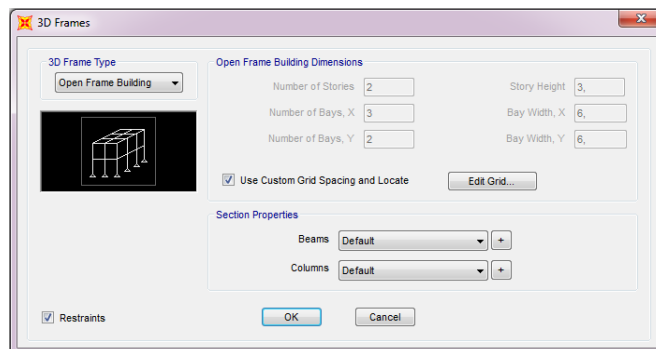 3D Frames
3D Frame Type
Open Frame Building
Open Frame Building Dimensions
Number of Stories 2 Story Height 3,
Number of Bays, X 3 Bay Width, X 6,
Number of Bays, Y 2 Bay Width, Y 6,
Use Custom Grid Spacing and Locate Edit Grid...
Section Properties
Beams Default +
Columns Default +
Restraints OK Cancel